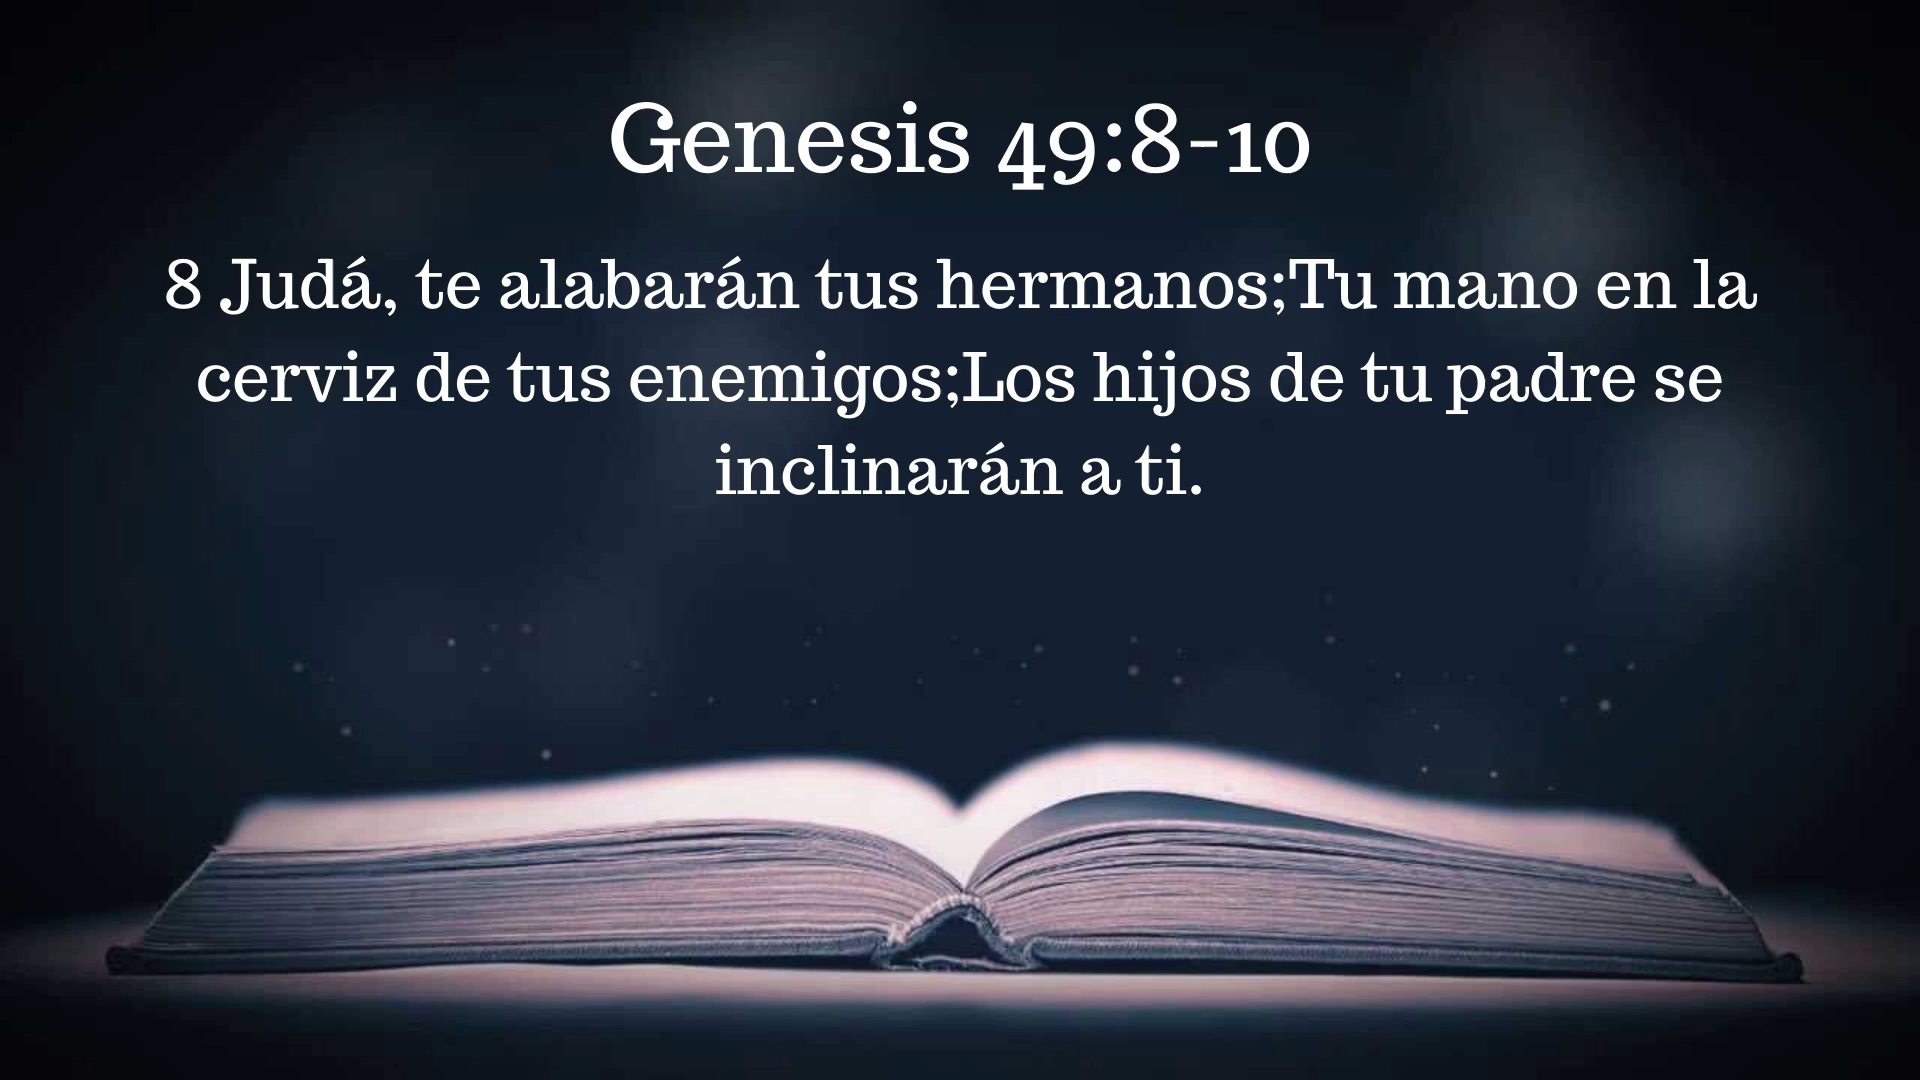 Genesis 49:8-10
8 Judá, te alabarán tus hermanos;Tu mano en la
cerviz de tus enemigos;Los hijos de tu padre se
inclinarán a ti.